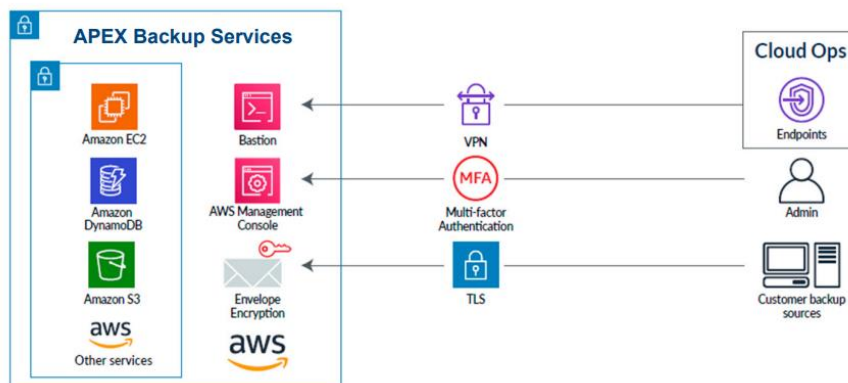 APEX Backup Services
Cloud Ops
Amazon EC2
Bastion
VPN
Endpoints
Amazon
DynamoDB
AWS Management
Console
MFA
Multi-factor
Authentication
Admin
Amazon S3
Envelope
Encryption
TLS
Customer backup
sources
aws
Other services
aws